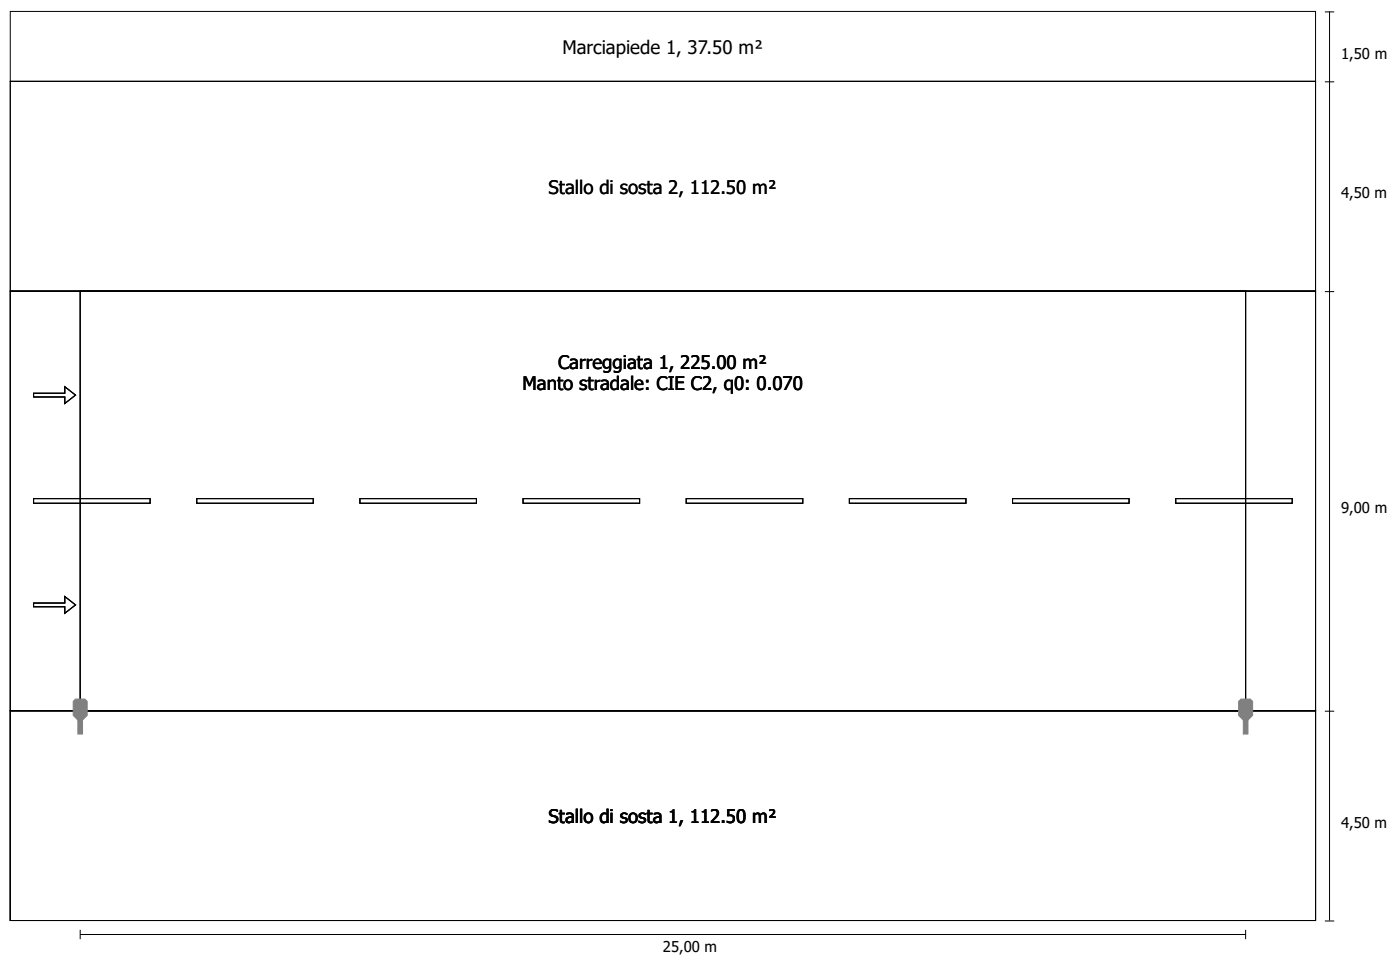 Marciapiede 1, 37.50 m²
1,50 m
Stallo di sosta 2, 112.50 m²
4,50 m
Carreggiata 1, 225.00 m²
Manto stradale: CIE C2, q0: 0.070
9,00 m
Stallo di sosta 1, 112.50 m²
4,50 m
25,00 m